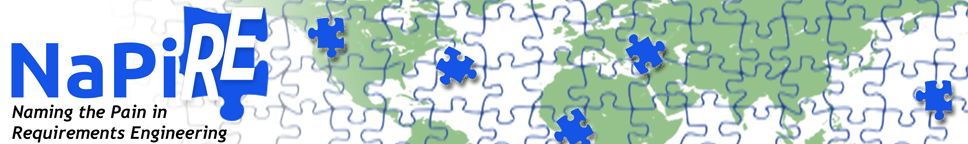 NaPiRE
Naming the Pain in
Requirements Engineering